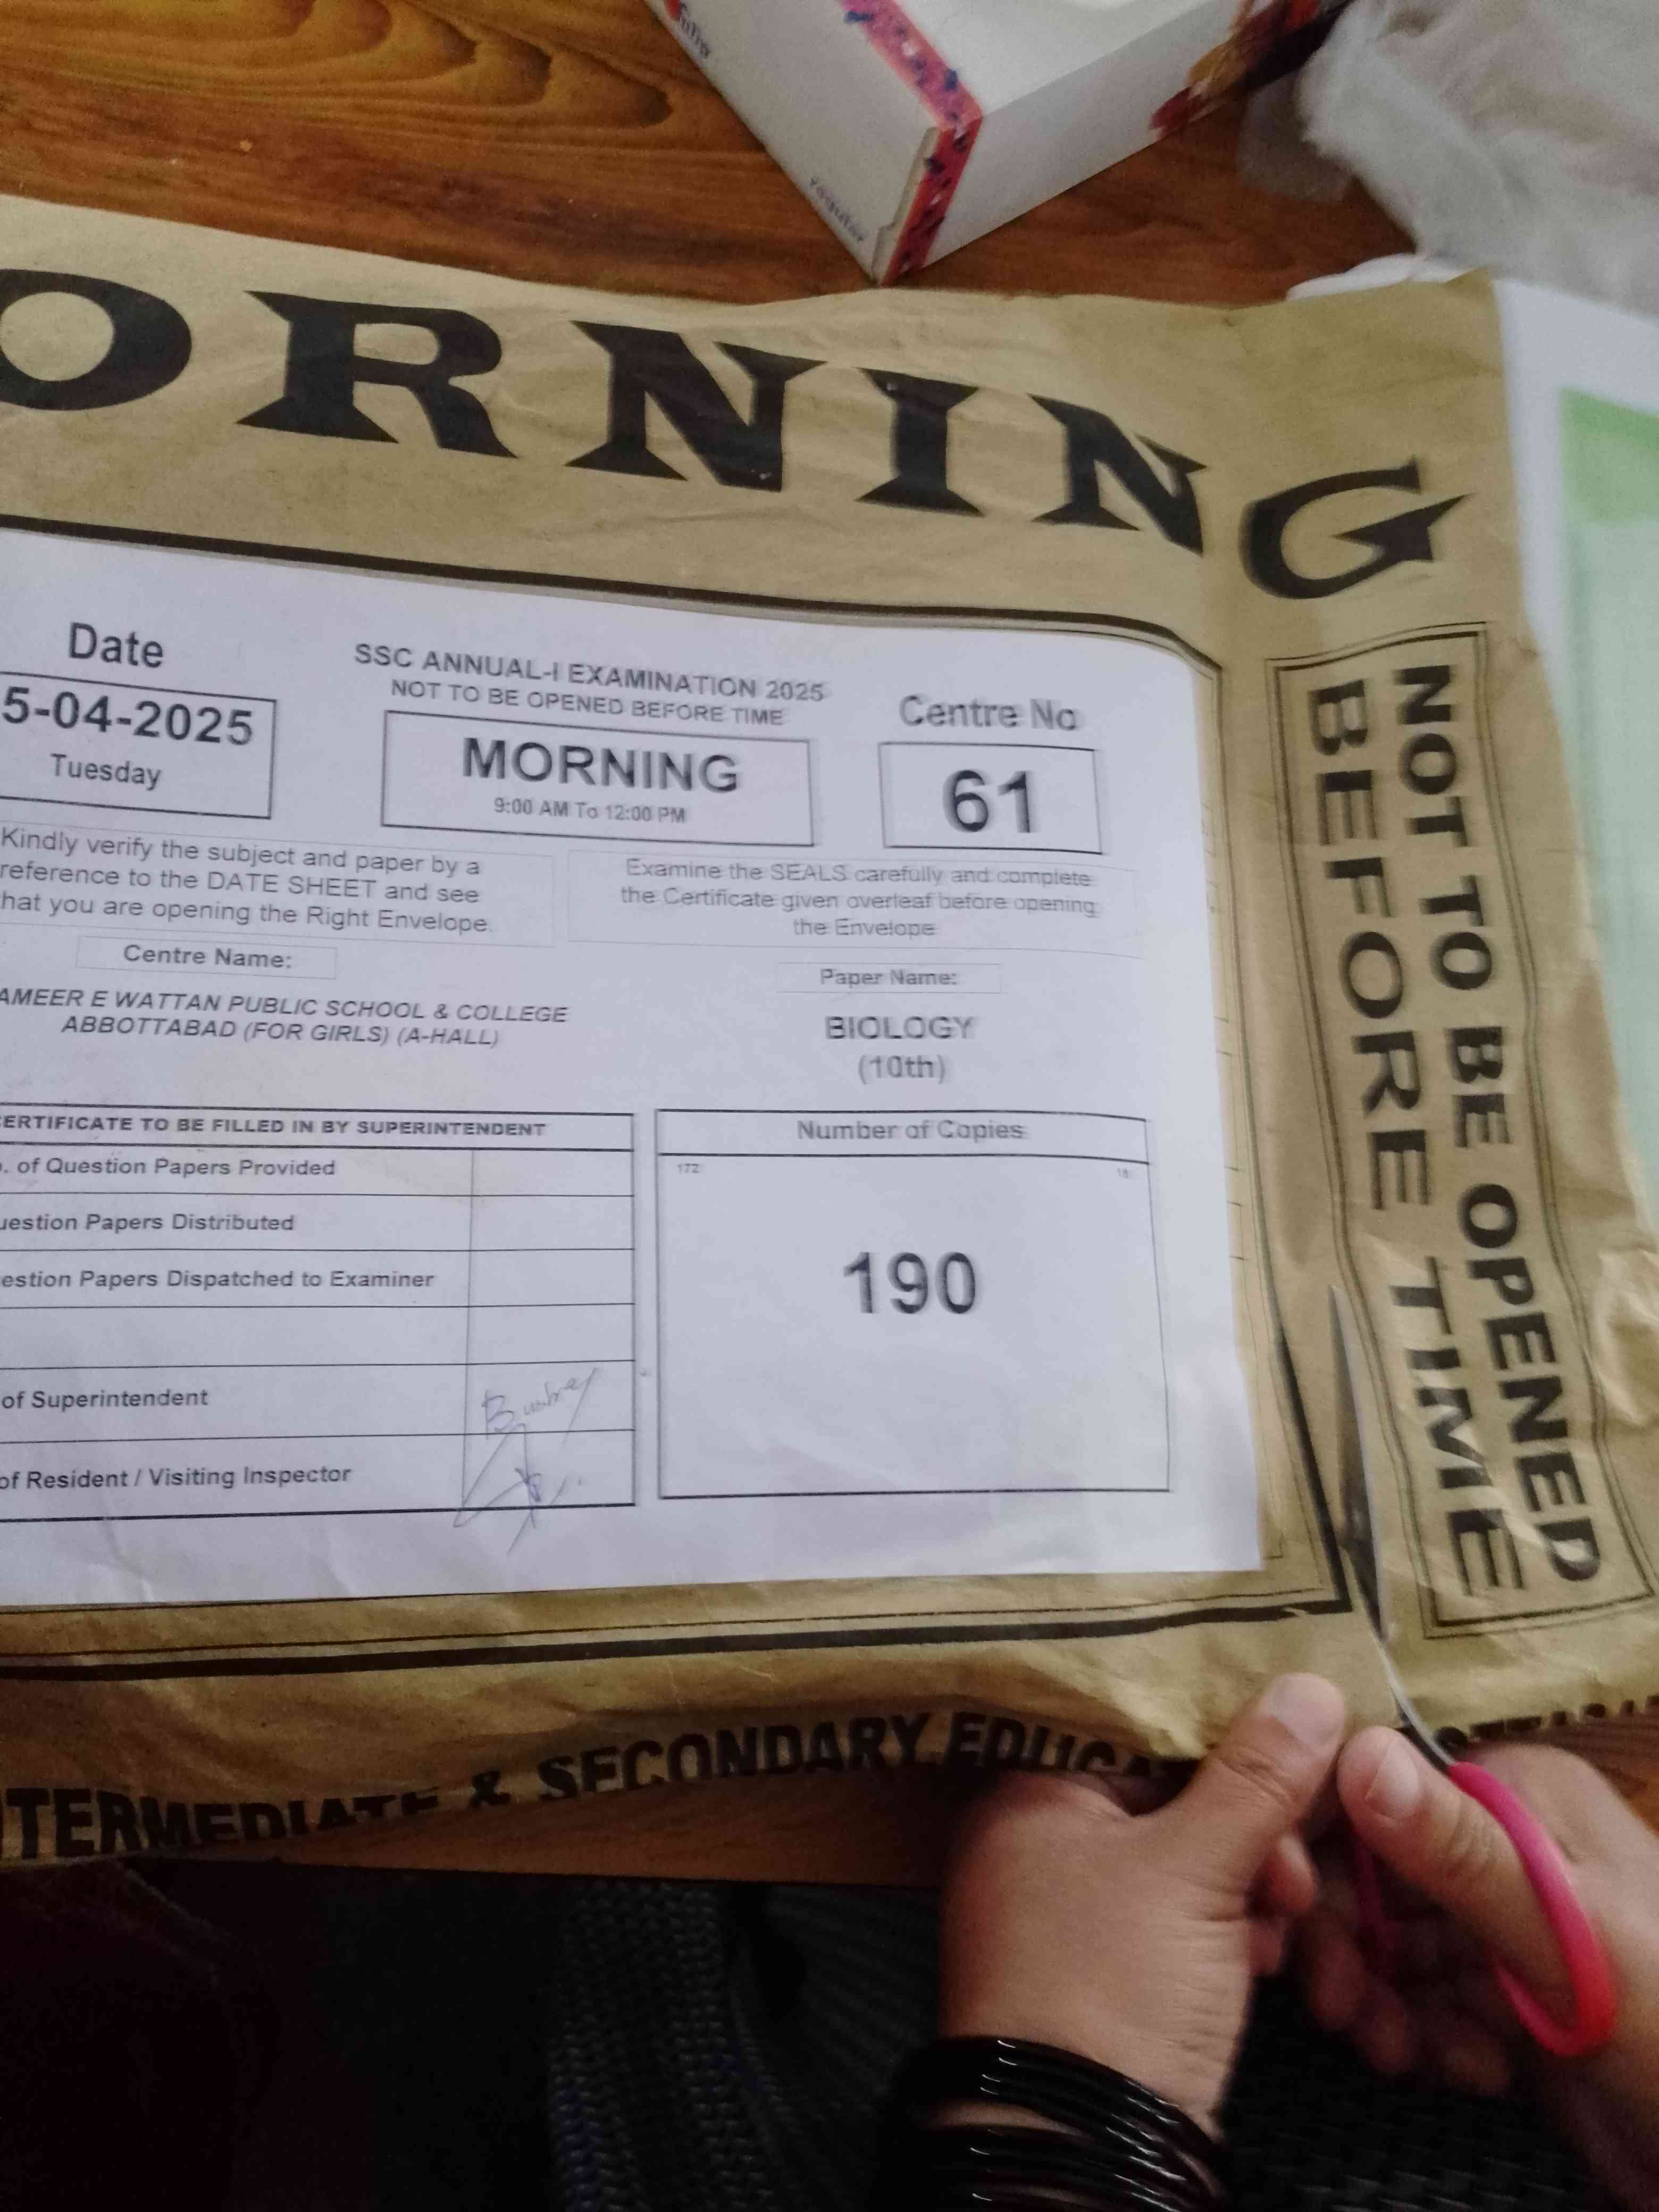 ORNING
Date
5-04-2025
Tuesday
SSC ANNUAL-I EXAMINATION 2025
NOT TO BE OPENED BEFORE TIME
MORNING
9:00 AM To 12:00 PM
Centre No
61
Kindly verify the subject and paper by a
reference to the DATE SHEET and see
hat you are opening the Right Envelope.
Examine the SEALS carefully and complete
the Certificate given overleaf before opening
the Envelope
Centre Name:
AMEER E WATTAN PUBLIC SCHOOL & COLLEGE
ABBOTTABAD (FOR GIRLS) (A-HALL)
Paper Name:
BIOLOGY
(10th)
ERTIFICATE TO BE FILLED IN BY SUPERINTENDENT
. of Question Papers Provided
uestion Papers Distributed
estion Papers Dispatched to Examiner
of Superintendent
of Resident / Visiting Inspector
Number of Copies
172
190
NOT TO BE OPENED
BEFORE TIME
TERMEDIATE & SECONDARY EDUCA